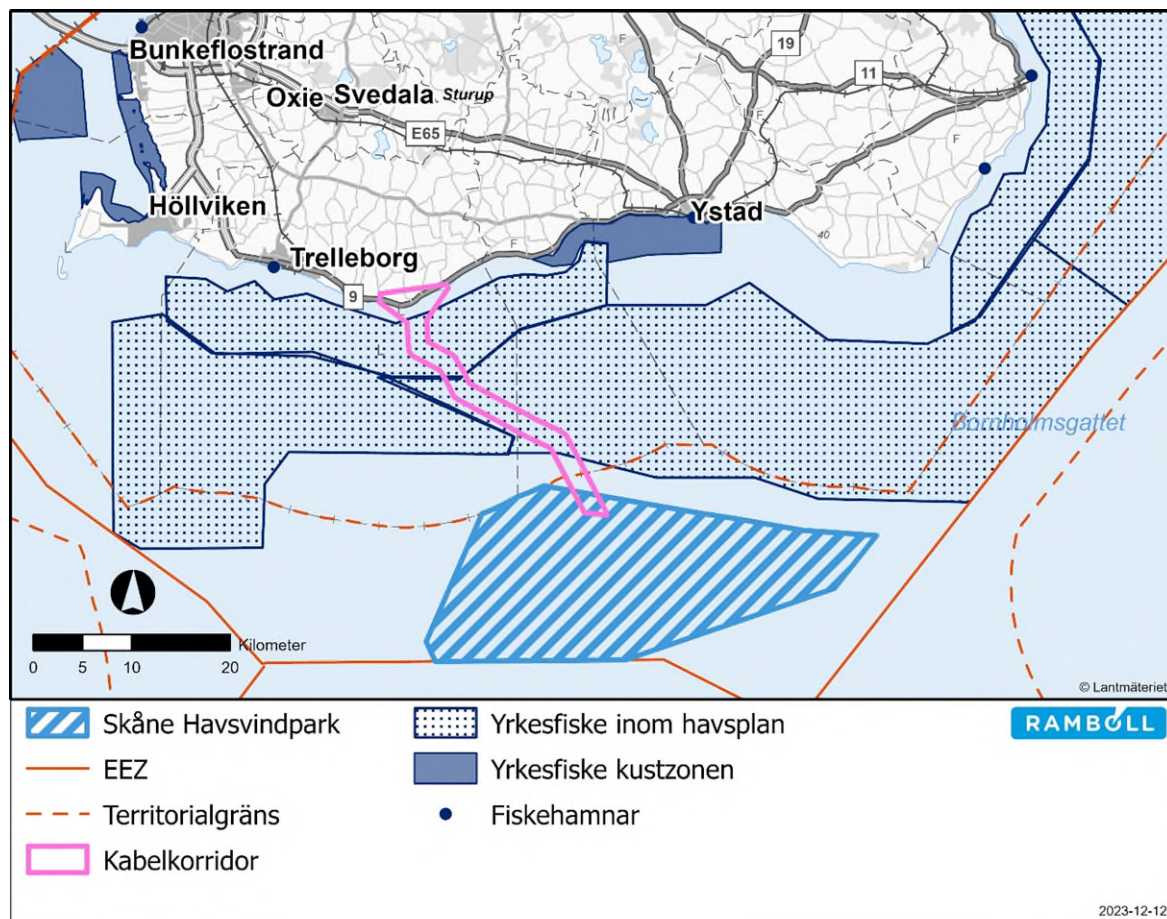 19
11
Bunkeflostrand
Oxie
Svedala
Sturup
E65
F
F
F
F
Höllviken
Ystad
40
Trelleborg
9
L
L
Bornholmsgattet
Kilometer
0 5 10 20
© Lantmäteriet
Skåne Havsvindpark
EEZ
Territorialgräns
Kabelkorridor
Yrkesfiske inom havsplan
Yrkesfiske kustzonen
Fiskehamnar
RAMBOLL
2023-12-12